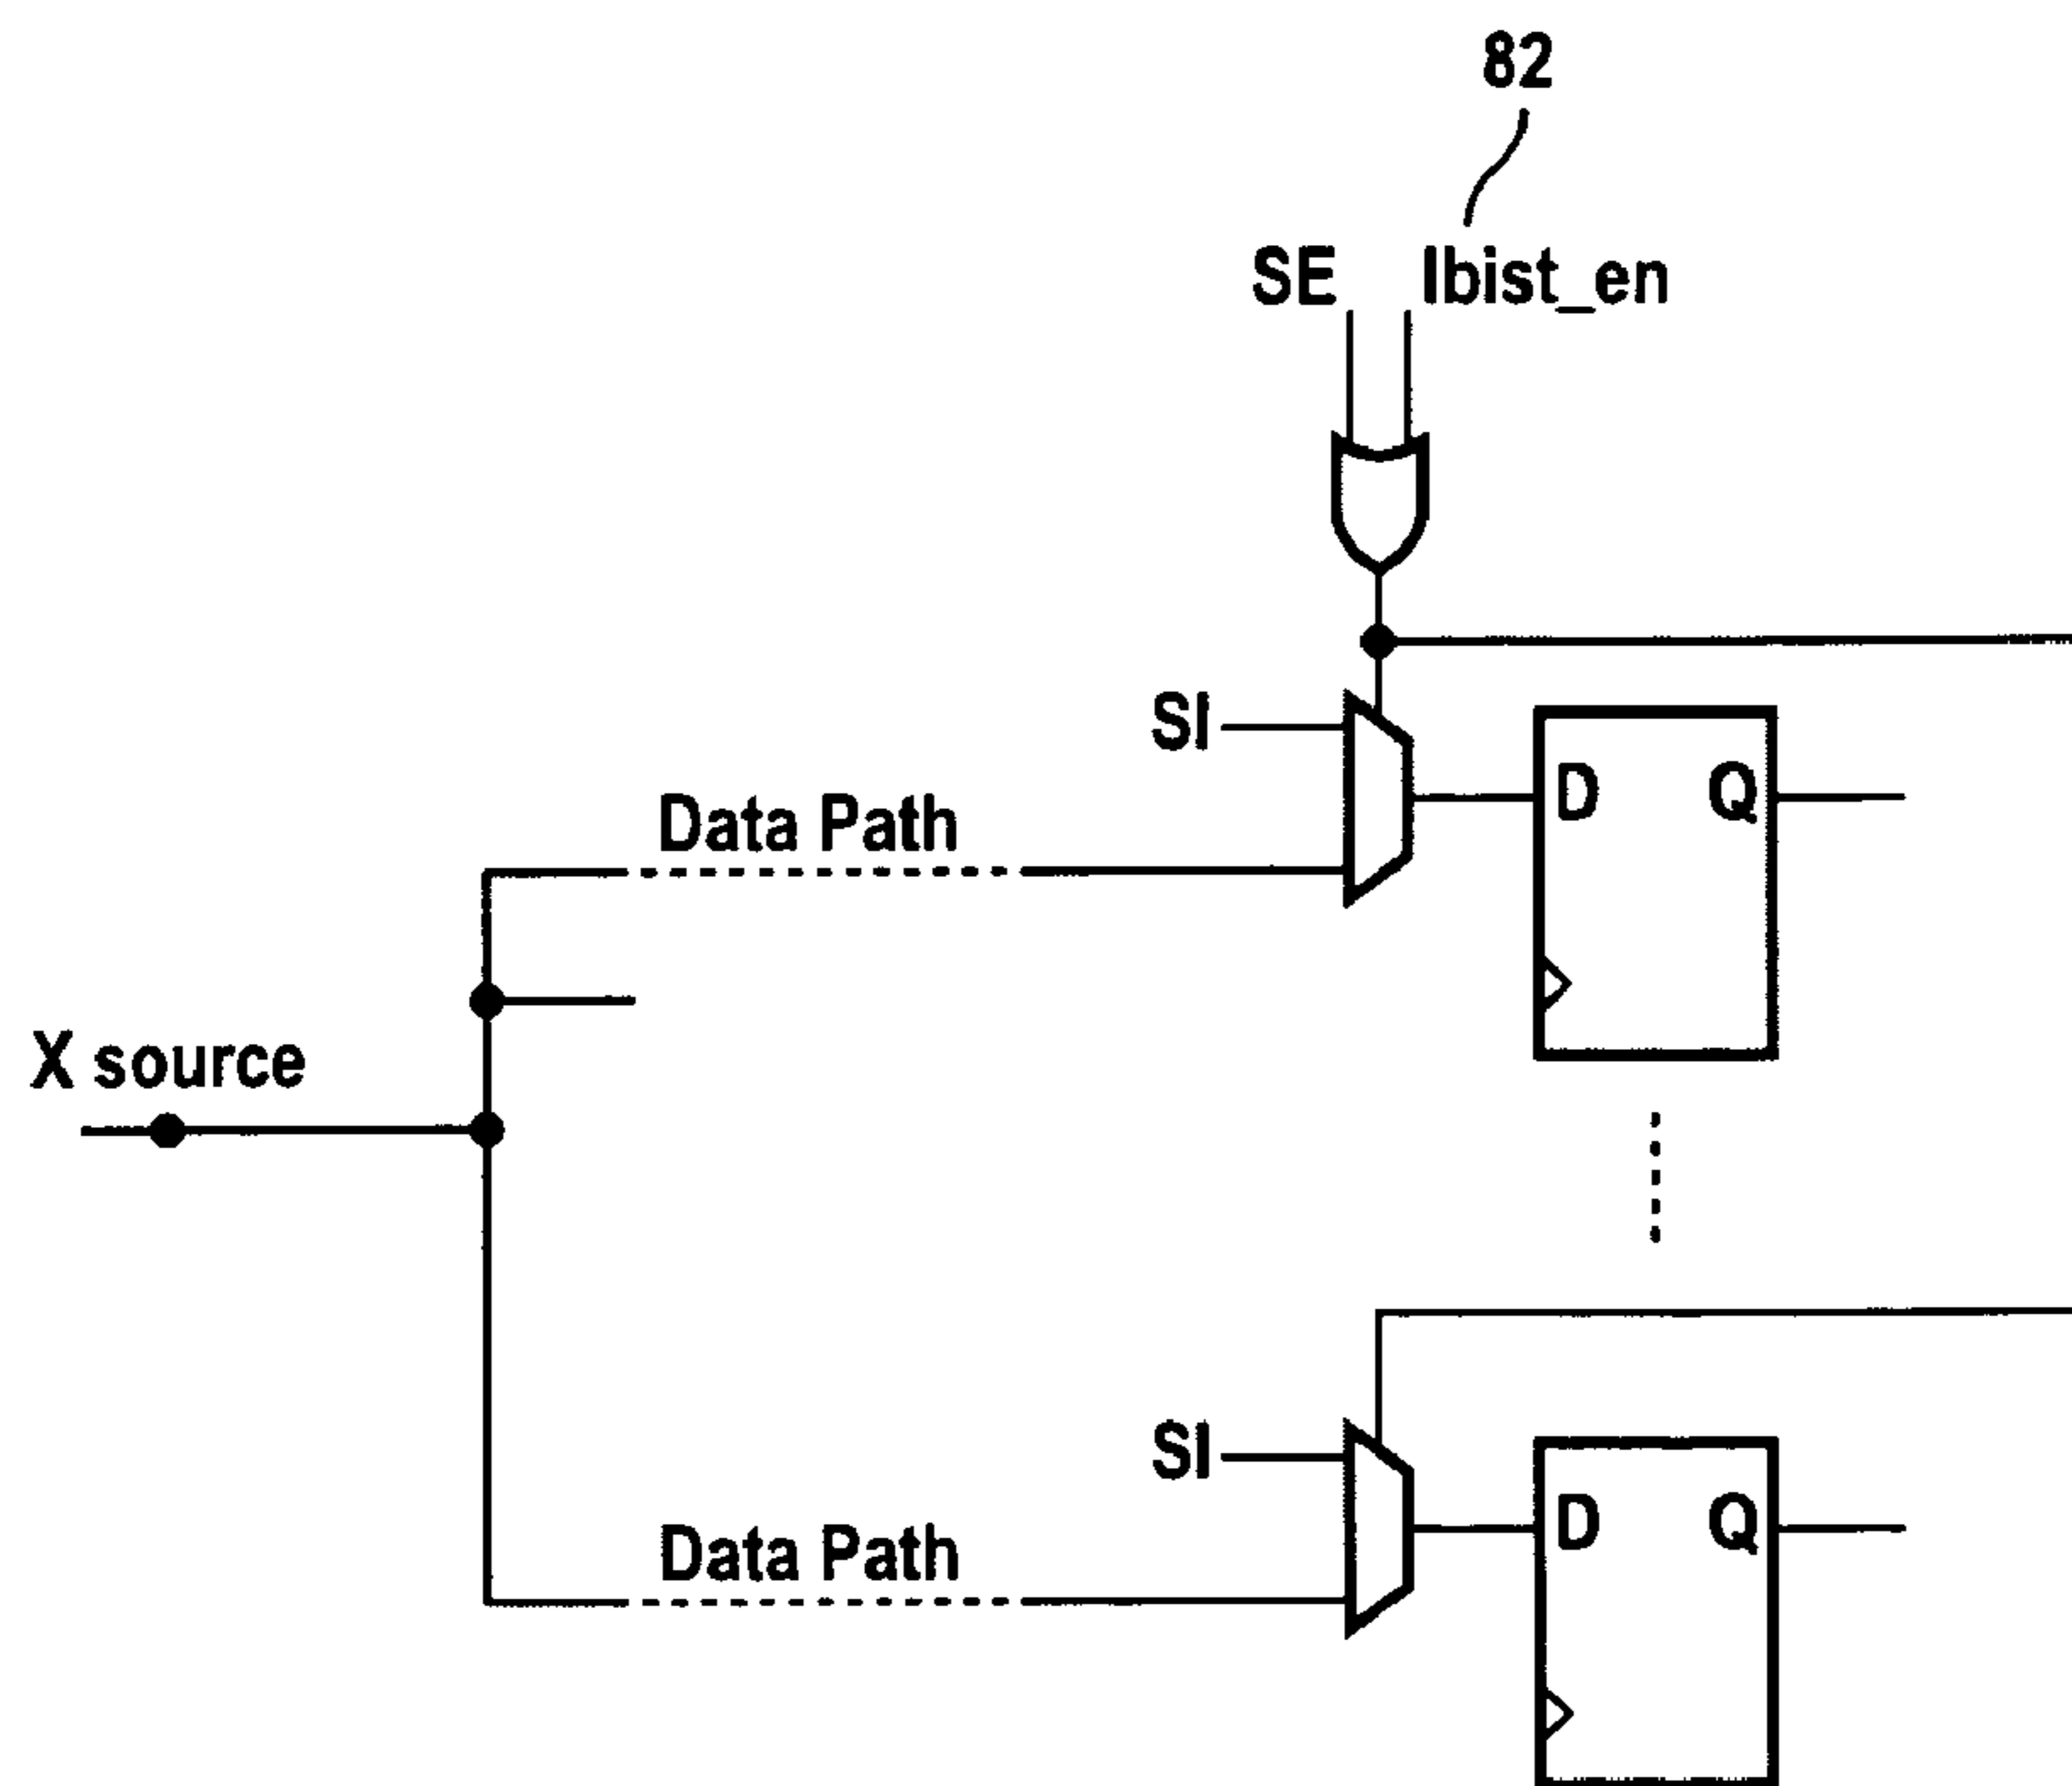 82
SE lbist_en
SI
D Q
Data Path
X source
SI
D Q
Data Path